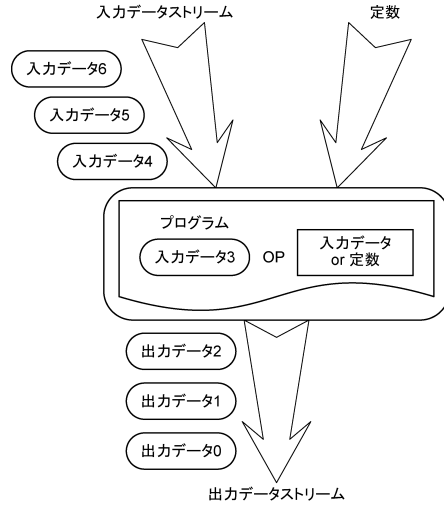 入力データストリーム
定数
入力データ6
入力データ5
入力データ4
プログラム
入力データ3
OP
入力データ
or 定数
出力データ2
出力データ1
出力データ0
出力データストリーム